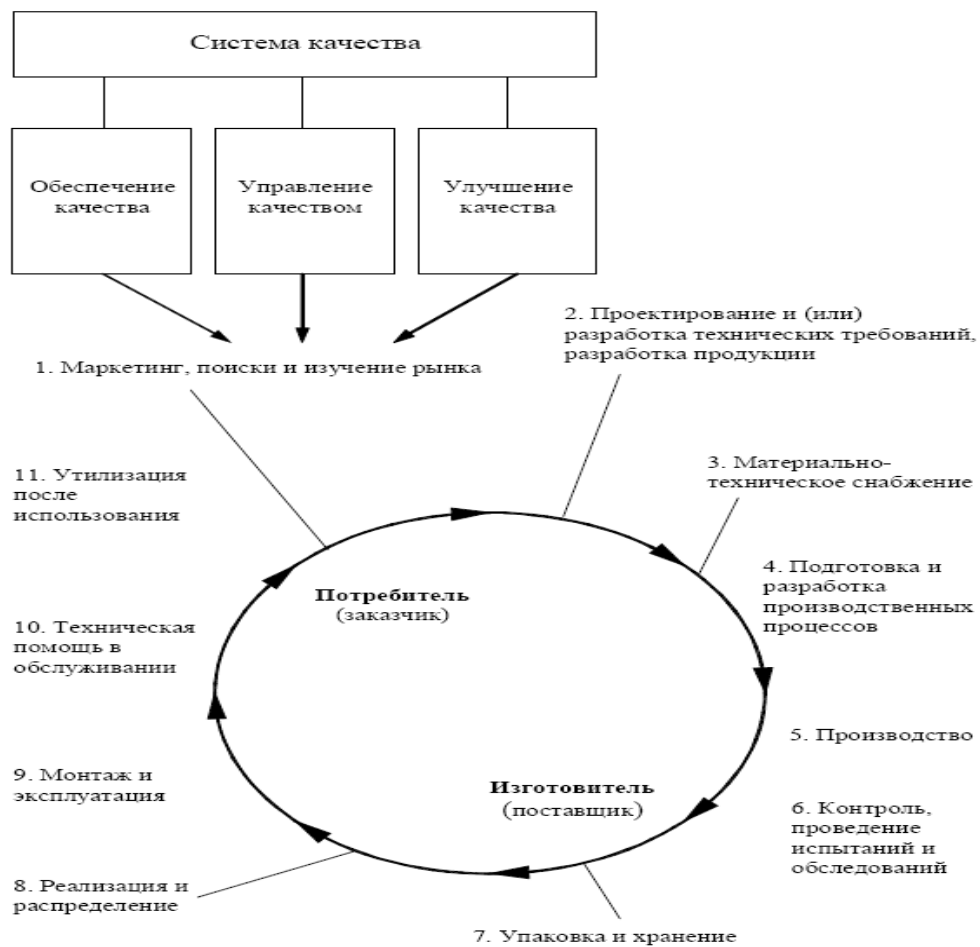 Система качества
Обеспечение
качества
Управление
качеством
Улучшение
качества
1. Маркетинг, поиски и изучение рынка
2. Проектирование и (или)
разработка технических требований,
разработка продукции
3. Материально-
техническое снабжение
4. Подготовка и
разработка
производственных
процессов
5. Производство
6. Контроль,
проведение
испытаний и
обследований
7. Упаковка и хранение
8. Реализация и
распределение
9. Монтаж и
эксплуатация
10. Техническая
помощь в
обслуживании
11. Утилизация
после
использования
Потребитель
(заказчик)
Изготовитель
(поставщик)